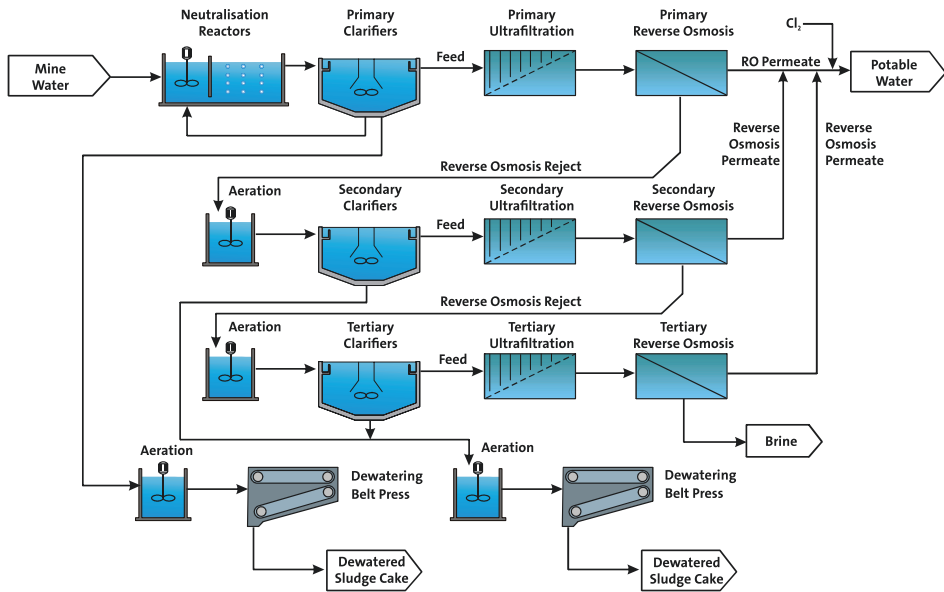 Neutralisation
Reactors
Primary
Clarifiers
Primary
Ultrafiltration
Primary
Reverse Osmosis
Cl₂
Mine
Water
Feed
RO Permeate
Potable
Water
Reverse
Osmosis
Permeate
Reverse
Osmosis
Permeate
Reverse Osmosis Reject
Aeration
Secondary
Clarifiers
Feed
Secondary
Ultrafiltration
Secondary
Reverse Osmosis
Reverse Osmosis Reject
Aeration
Tertiary
Clarifiers
Feed
Tertiary
Ultrafiltration
Tertiary
Reverse Osmosis
Brine
Aeration
Dewatering
Belt Press
Aeration
Dewatering
Belt Press
Dewatered
Sludge Cake
Dewatered
Sludge Cake